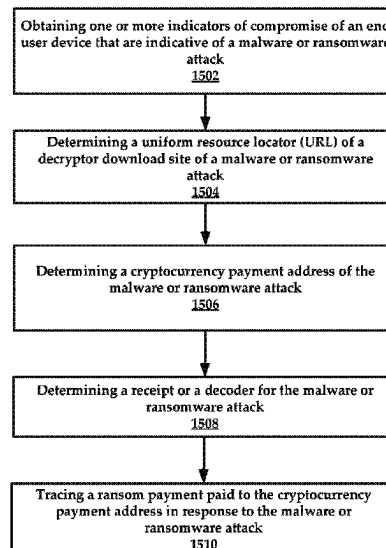 Obtaining one or more indicators of compromise of an end
user device that are indicative of a malware or ransomware
attack
1502
Determining a uniform resource locator (URL) of a
decryptor download site of a malware or ransomware
attack
1504
Determining a cryptocurrency payment address of the
malware or ransomware attack
1506
Determining a receipt or a decoder for the malware or
ransomware attack
1508
Tracing a ransom payment paid to the cryptocurrency
payment address in response to the malware or
ransomware attack
1510